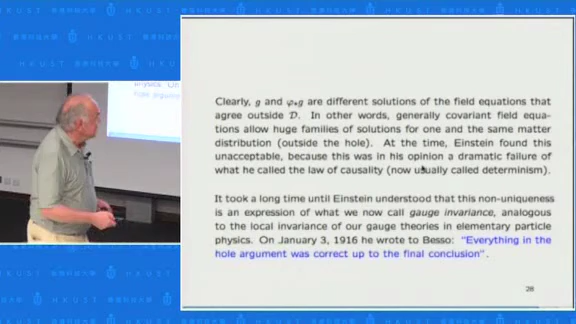 HKUST
Clearly, g and φ∗g are different solutions of the field equations that
agree outside D. In other words, generally covariant field equa-
tions allow huge families of solutions for one and the same matter
distribution (outside the hole). At the time, Einstein found this
unacceptable, because this was in his opinion a dramatic failure of
what he called the law of causality (now usually called determinism).
It took a long time until Einstein understood that this non-uniqueness
is an expression of what we now call gauge invariance, analogous
to the local invariance of our gauge theories in elementary particle
physics. On January 3, 1916 he wrote to Besso: "Everything in the
hole argument was correct up to the final conclusion".
28